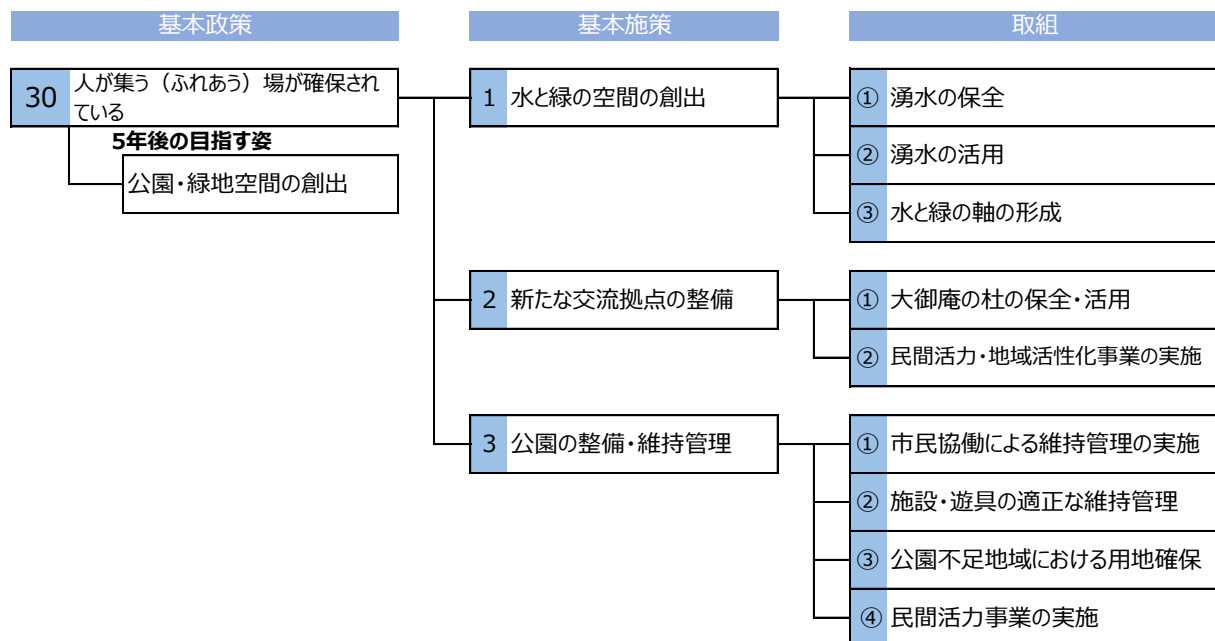 基本政策
基本施策
取組
30 人が集う（ふれあう）場が確保され
ている
5年後の目指す姿
公園・緑地空間の創出
1 水と緑の空間の創出
① 湧水の保全
② 湧水の活用
③ 水と緑の軸の形成
2 新たな交流拠点の整備
① 大御庵の杜の保全・活用
② 民間活力・地域活性化事業の実施
3 公園の整備・維持管理
① 市民協働による維持管理の実施
② 施設・遊具の適正な維持管理
③ 公園不足地域における用地確保
④ 民間活力事業の実施